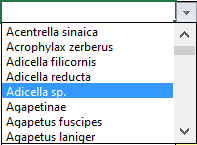 Acentrella sinaica
Acrophylax zerberus
Adicella filicornis
Adicella reducta
Adicella sp.
Agapetinae
Agapetus fuscipes
Agapetus laniger